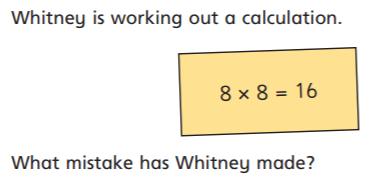 Whitney is working out a calculation.
8 × 8 = 16
What mistake has Whitney made?